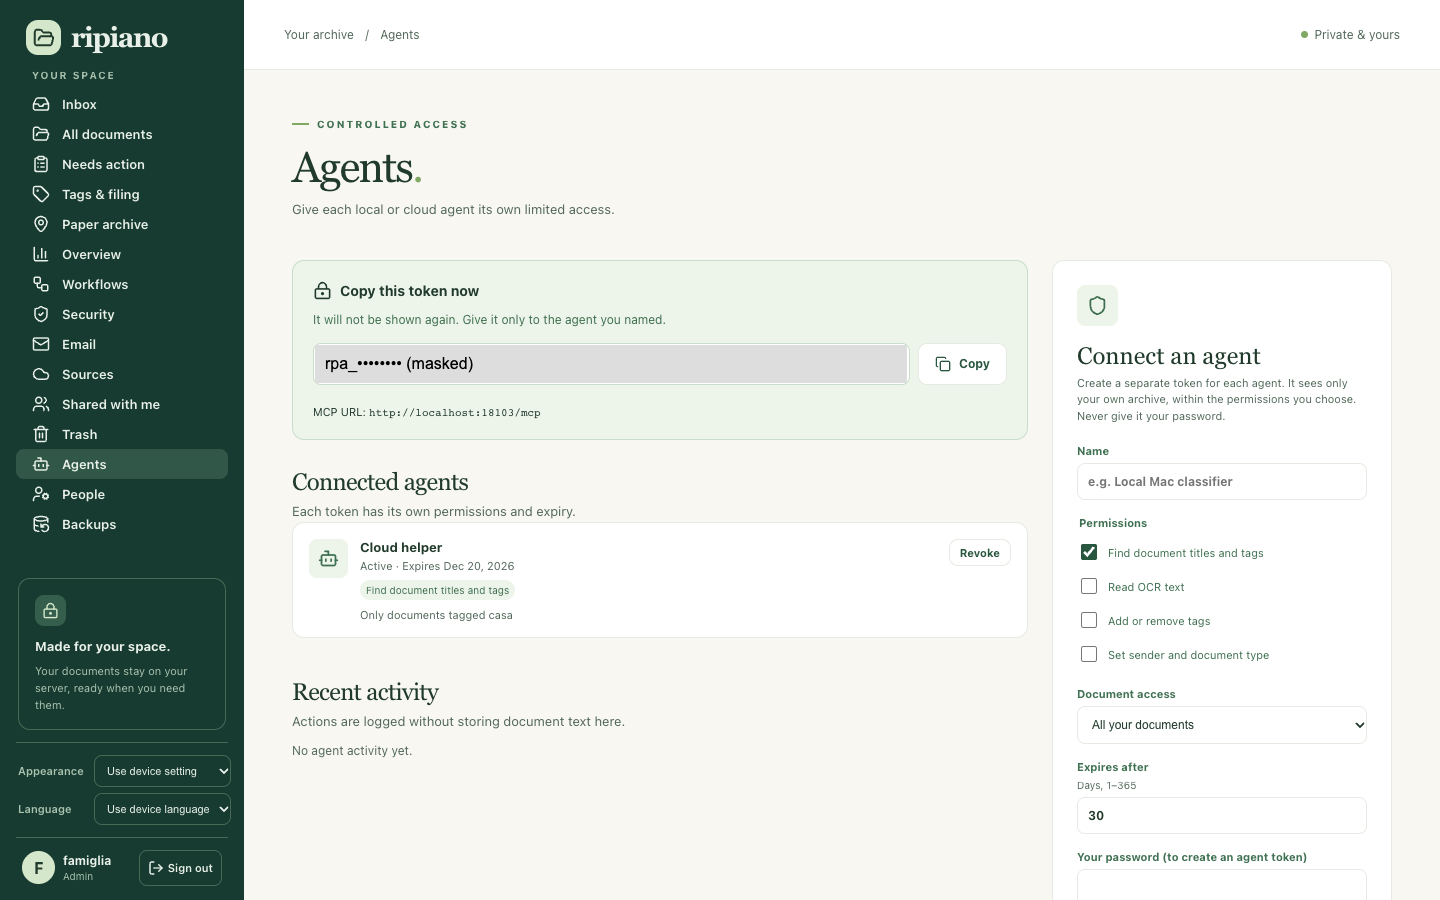 ripiano
YOUR SPACE
Inbox
All documents
Needs action
Tags & filing
Paper archive
Overview
Workflows
Security
Email
Sources
Shared with me
Trash
Agents
People
Backups
Made for your space.
Your documents stay on your
server, ready when you need
them.
Appearance
Use device setting
Language
Use device language
F
famiglia
Admin
Sign out
Your archive / Agents
Private & yours
CONTROLLED ACCESS
Agents.
Give each local or cloud agent its own limited access.
Copy this token now
It will not be shown again. Give it only to the agent you named.
rpa_•••••••• (masked)
Copy
MCP URL: http://localhost:18103/mcp
Connected agents
Each token has its own permissions and expiry.
Cloud helper
Active · Expires Dec 20, 2026
Find document titles and tags
Only documents tagged casa
Revoke
Recent activity
Actions are logged without storing document text here.
No agent activity yet.
Connect an agent
Create a separate token for each agent. It sees only
your own archive, within the permissions you choose.
Never give it your password.
Name
e.g. Local Mac classifier
Permissions
Find document titles and tags
Read OCR text
Add or remove tags
Set sender and document type
Document access
All your documents
Expires after
Days, 1–365
30
Your password (to create an agent token)